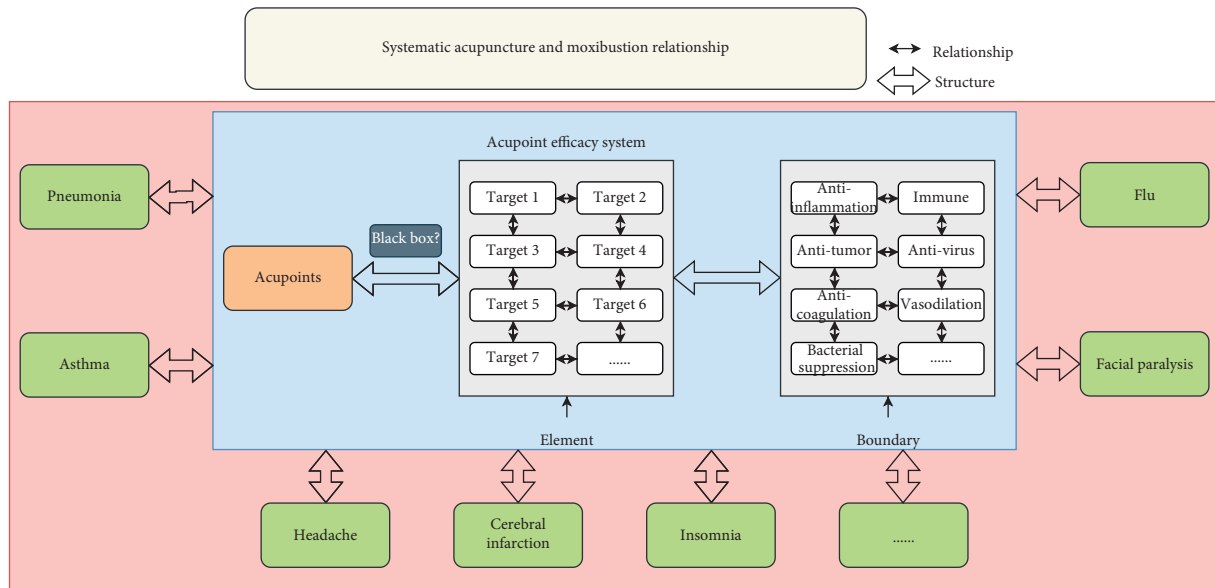 Systematic acupuncture and moxibustion relationship
Relationship
Structure
Acupoint efficacy system
Pneumonia
Asthma
Acupoints
Black box?
Target 1
Target 2
Target 3
Target 4
Target 5
Target 6
Target 7
......
Element
Anti-
inflammation
Immune
Anti-tumor
Anti-virus
Anti-
coagulation
Vasodilation
Bacterial
suppression
......
Boundary
Flu
Facial paralysis
Headache
Cerebral
infarction
Insomnia
......